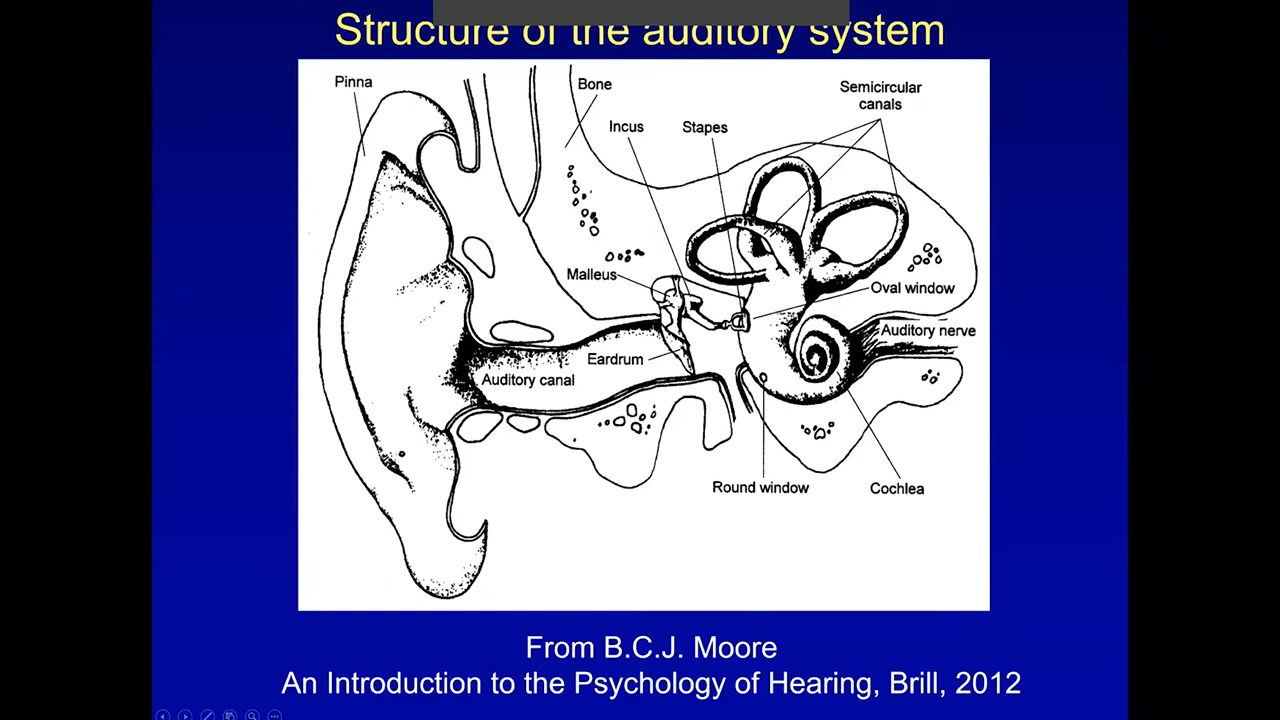 Structure of the auditory system
Pinna
Bone
Semicircular
canals
Incus
Stapes
Malleus
Oval window
Auditory nerve
Eardrum
Auditory canal
Round window
Cochlea
From B.C.J. Moore
An Introduction to the Psychology of Hearing, Brill, 2012